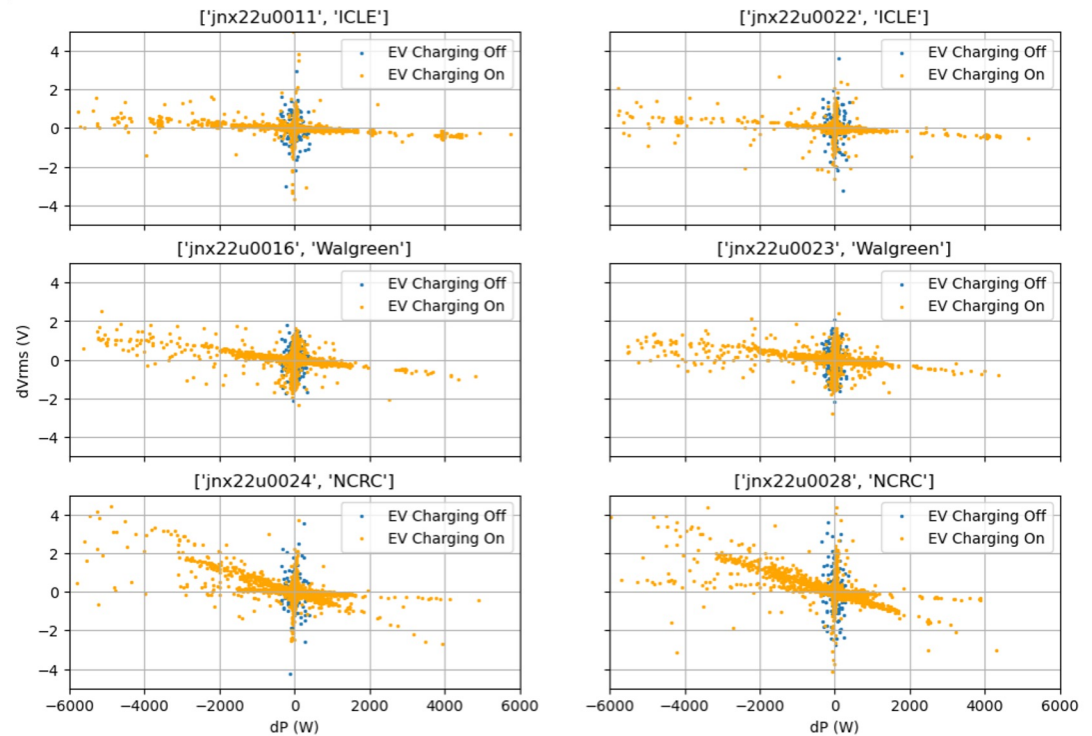 ['jnx22u0011', 'ICLE']
['jnx22u0022', 'ICLE']
4
2
0
−2
−4
EV Charging Off
EV Charging On
EV Charging Off
EV Charging On
['jnx22u0016', 'Walgreen']
['jnx22u0023', 'Walgreen']
dVrms (V)
4
2
0
−2
−4
EV Charging Off
EV Charging On
EV Charging Off
EV Charging On
['jnx22u0024', 'NCRC']
['jnx22u0028', 'NCRC']
4
2
0
−2
−4
EV Charging Off
EV Charging On
EV Charging Off
EV Charging On
−6000 −4000 −2000 0 2000 4000 6000
−6000 −4000 −2000 0 2000 4000 6000
dP (W)
dP (W)